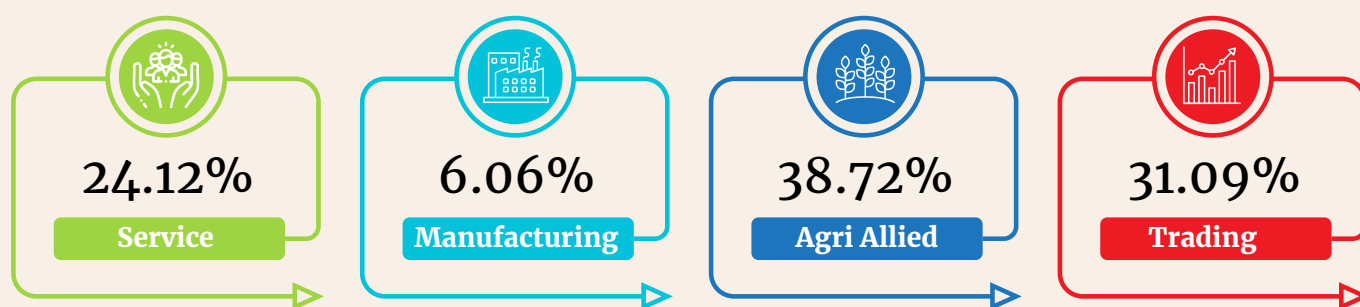 24.12%
Service
6.06%
Manufacturing
38.72%
Agri Allied
31.09%
Trading